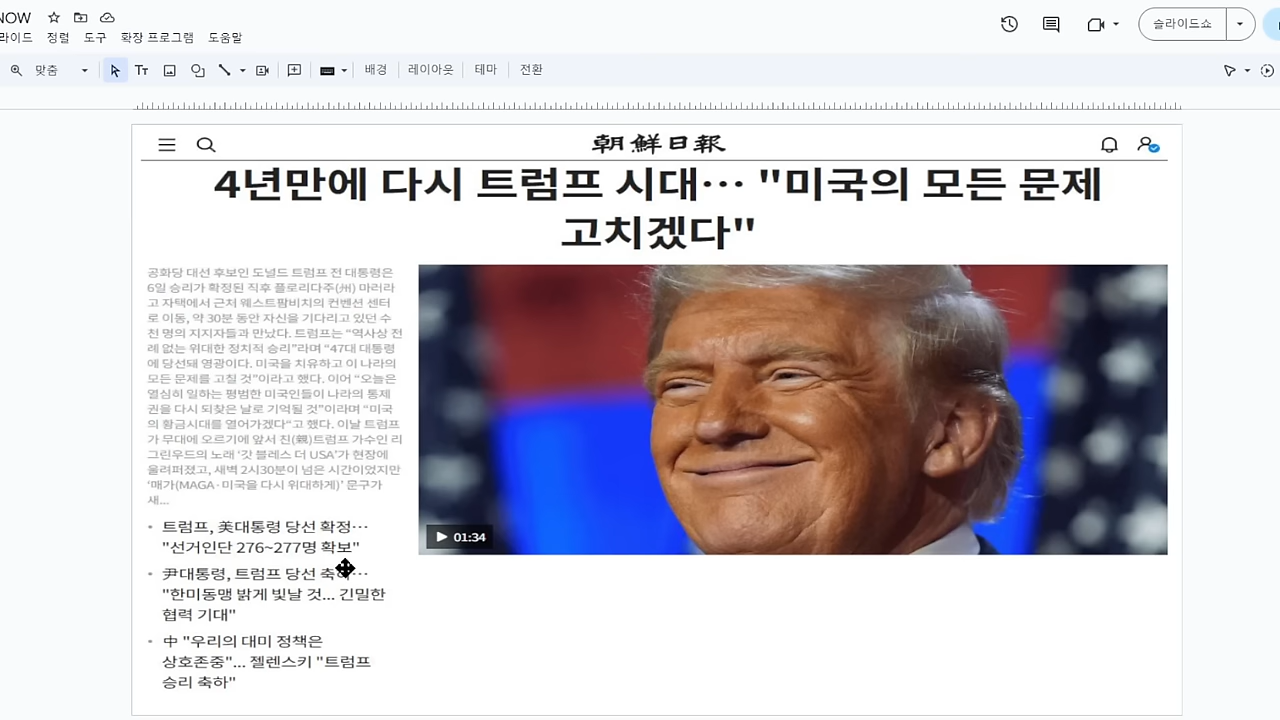 NOW
라이드 정렬 도구 확장 프로그램 도움말
슬라이드쇼
맞춤
배경 레이아웃 테마 전환
朝鮮日報
4년만에 다시 트럼프 시대… "미국의 모든 문제
고치겠다"
공화당 대선 후보인 도널드 트럼프 전 대통령은
6일 승리가 확정된 직후 플로리다주(州) 마러라
고 자택에서 근처 웨스트팜비치의 컨벤션 센터
로 이동, 약 30분 동안 자신을 기다리고 있던 수
천 명의 지지자들과 만났다. 트럼프는 “역사상 전
례 없는 위대한 정치적 승리”라며 “47대 대통령
에 당선돼 영광이다. 미국을 치유하고 이 나라의
모든 문제를 고칠 것”이라고 했다. 이어 “오늘은
열심히 일하는 평범한 미국인들이 나라의 통제
권을 다시 되찾은 날로 기억될 것”이라며 “미국
의 황금시대를 열어가겠다“고 했다. 이날 트럼프
가 무대에 오르기에 앞서 친(親)트럼프 가수인 리
그린우드의 노래 ‘갓 블레스 더 USA’가 현장에
울려퍼졌고, 새벽 2시30분이 넘은 시간이었지만
‘매가(MAGA·미국을 다시 위대하게)’ 문구가
새...
01:34
• 트럼프, 美대통령 당선 확정…
"선거인단 276~277명 확보"
• 尹대통령, 트럼프 당선 축하…
"한미동맹 밝게 빛날 것... 긴밀한
협력 기대"
• 中 "우리의 대미 정책은
상호존중"... 젤렌스키 "트럼프
승리 축하"